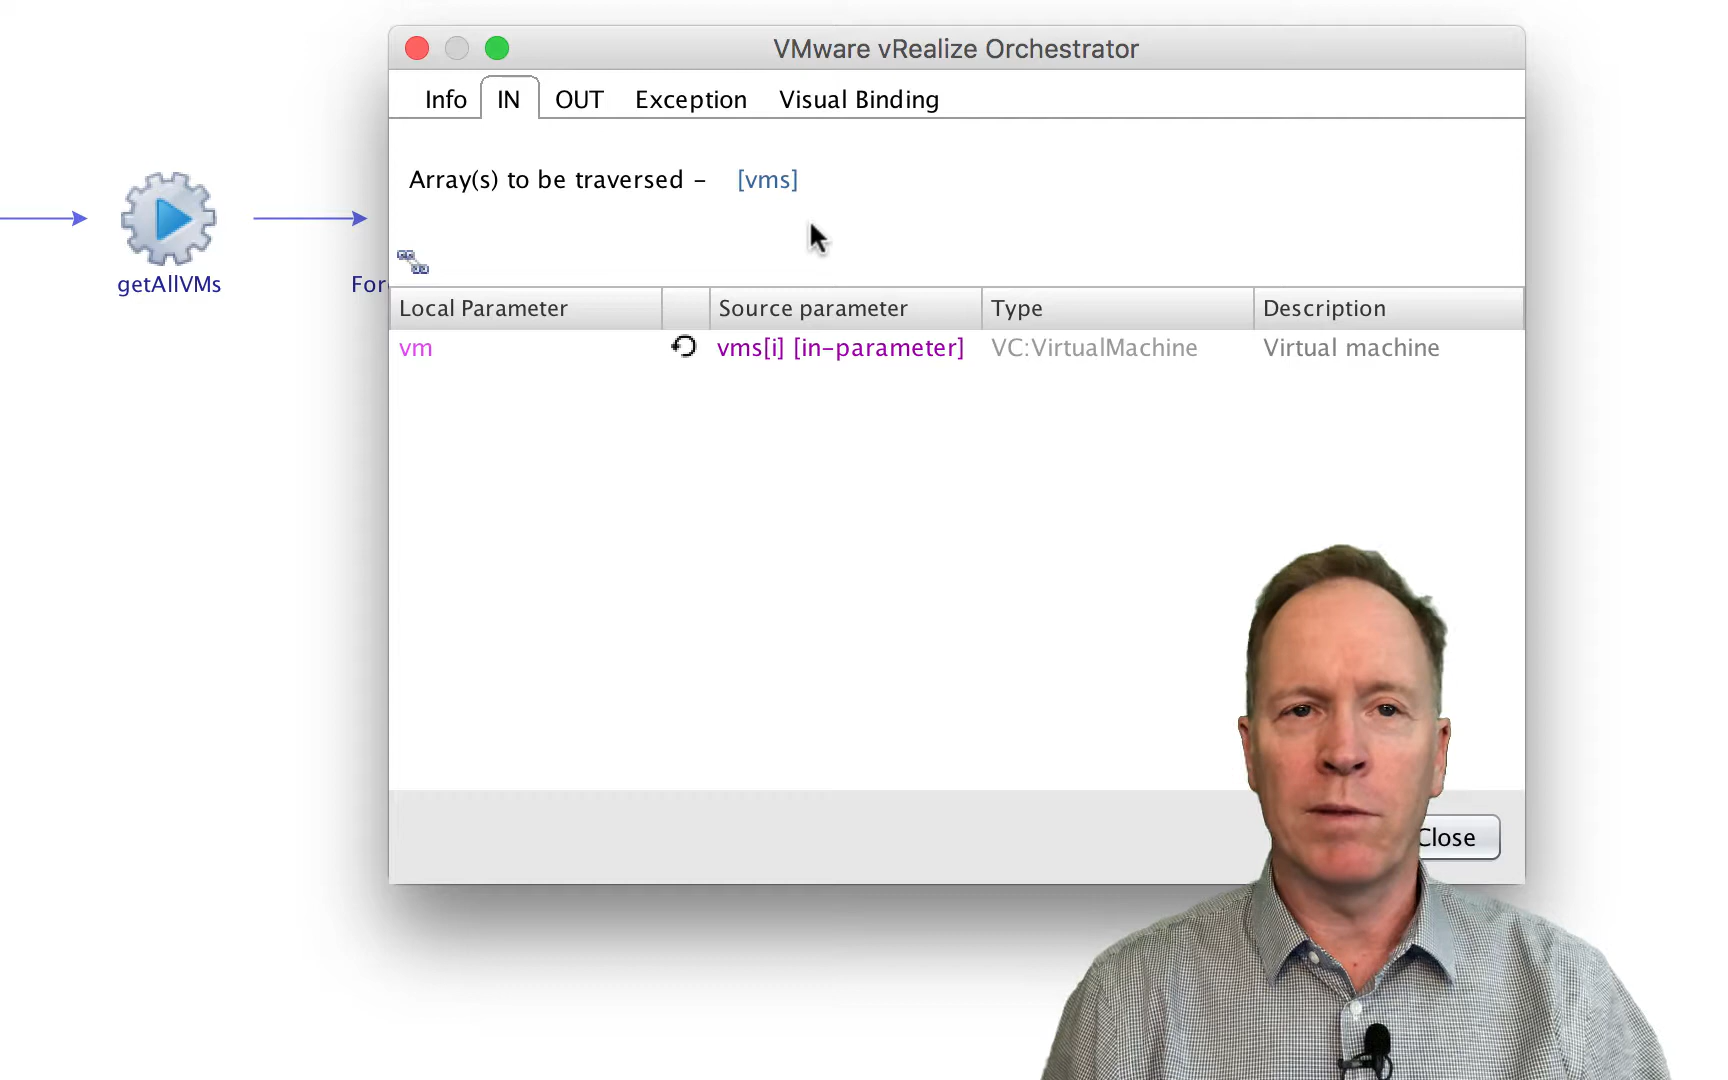 VMware vRealize Orchestrator
Info IN OUT Exception Visual Binding
Array(s) to be traversed - [vms]
getAllVMs
For
Local Parameter Source parameter Type Description
vm vms[i] [in-parameter] VC:VirtualMachine Virtual machine
Close